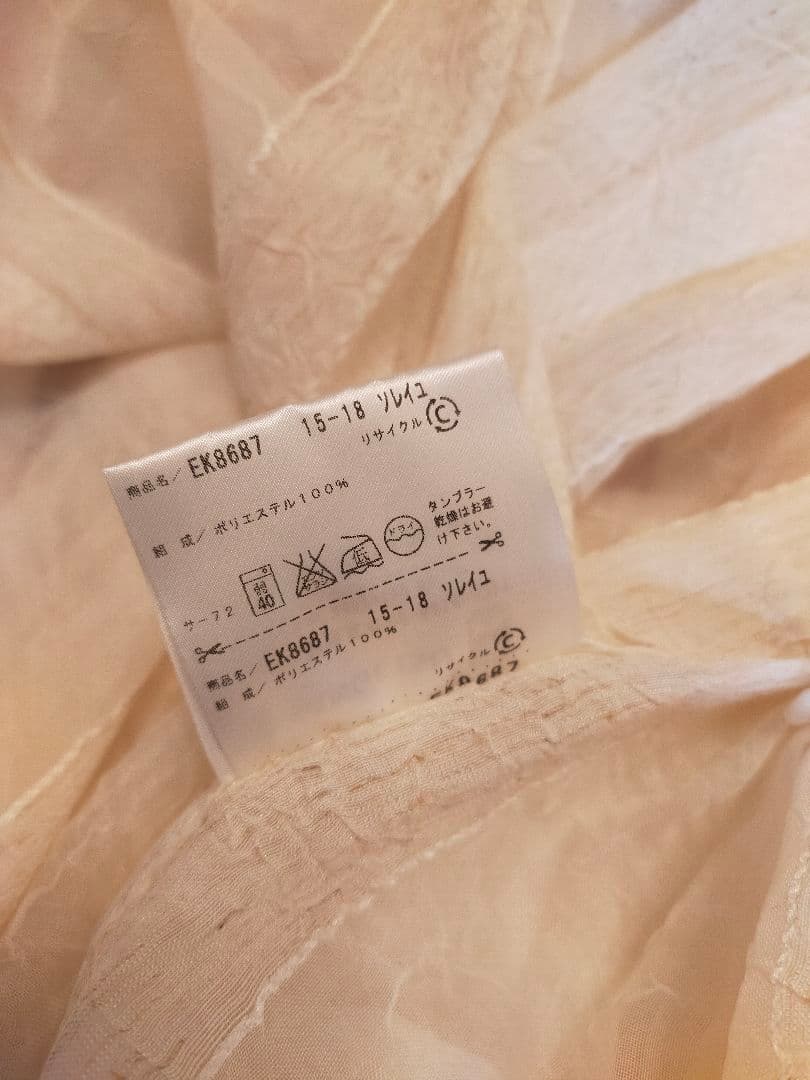 商品名／ EK8687 15-18 ソレイユ
リサイクル C
組 成／ ポリエステル１００％
弱 40
低
ドライ
タンブラー
乾燥はお避
け下さい。
サ－７２
商品名／ EK8687 15-18 ソレイユ
組 成／ ポリエステル１００％
リサイクル C
EK8687